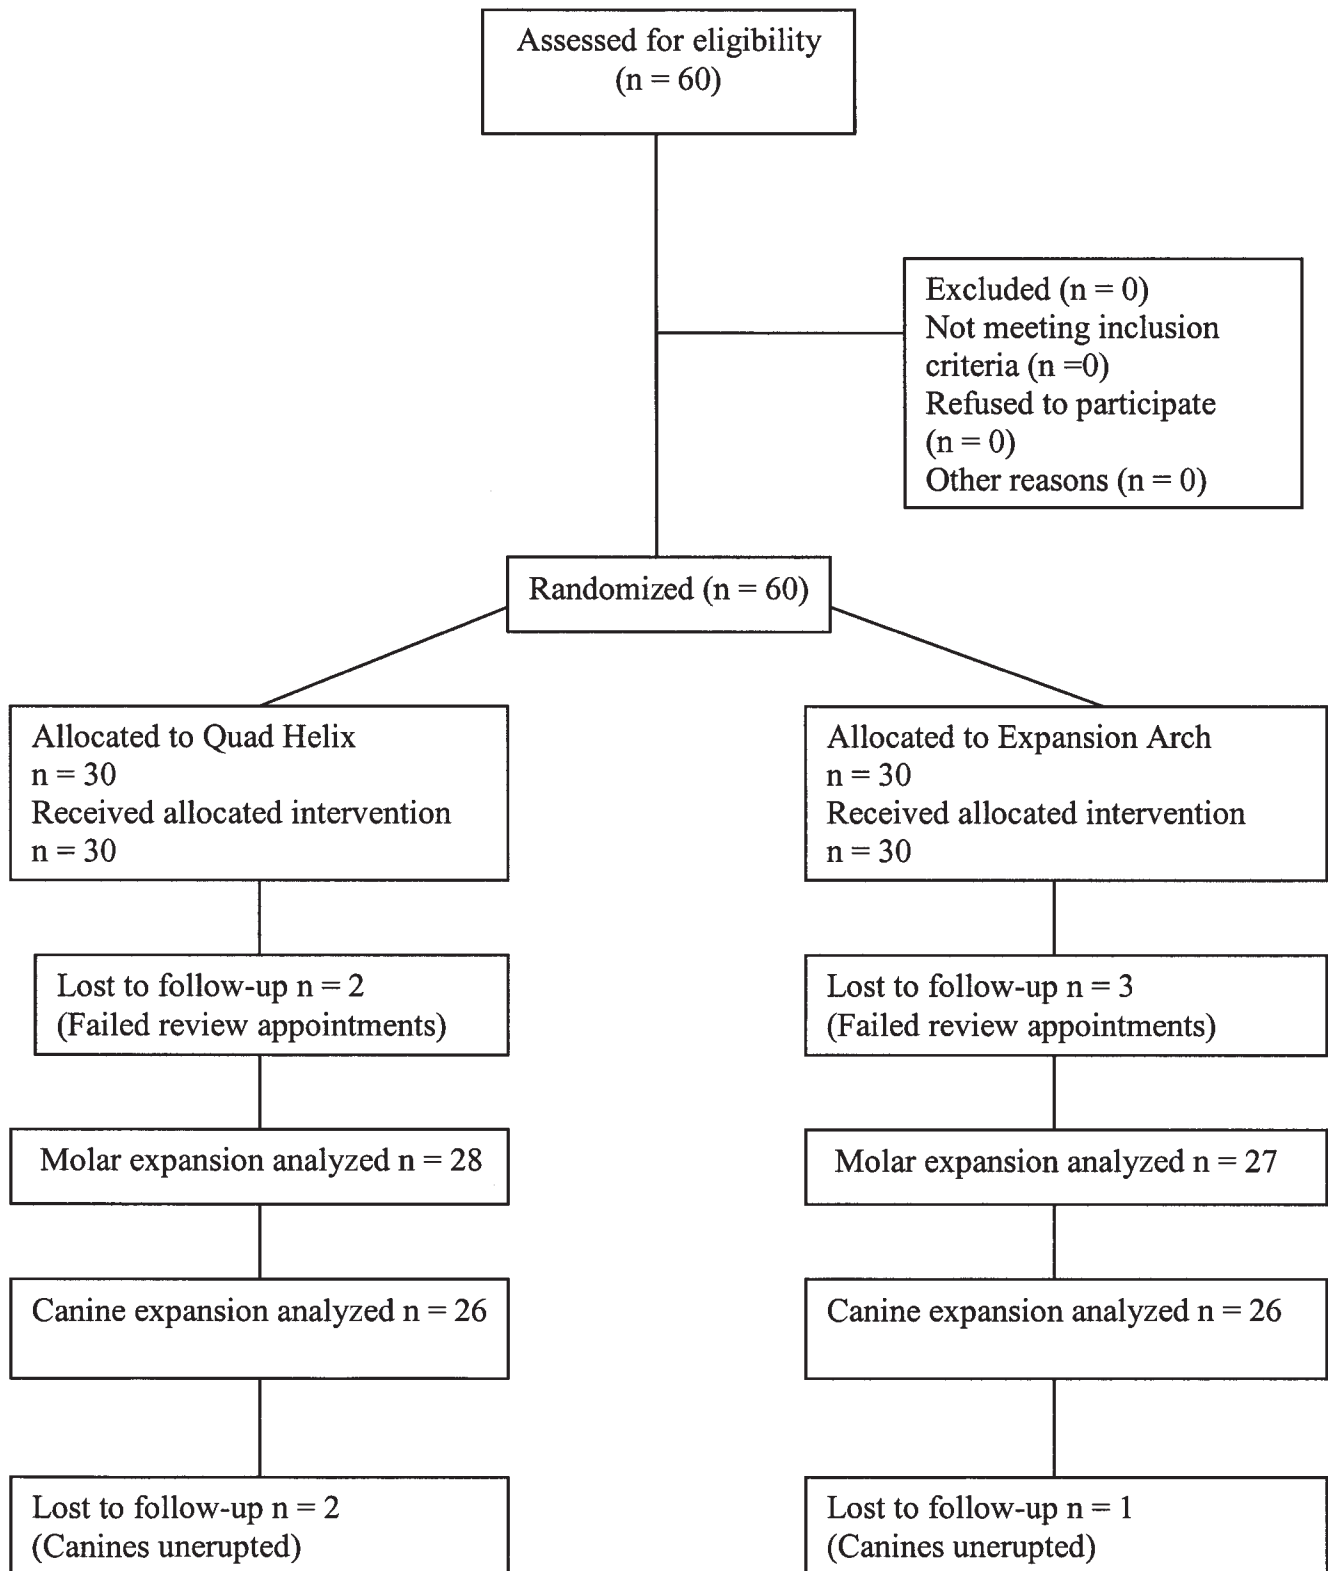 Assessed for eligibility
(n = 60)
Excluded (n = 0)
Not meeting inclusion
criteria (n =0)
Refused to participate
(n = 0)
Other reasons (n = 0)
Randomized (n = 60)
Allocated to Quad Helix
n = 30
Received allocated intervention
n = 30
Allocated to Expansion Arch
n = 30
Received allocated intervention
n = 30
Lost to follow-up n = 2
(Failed review appointments)
Lost to follow-up n = 3
(Failed review appointments)
Molar expansion analyzed n = 28
Molar expansion analyzed n = 27
Canine expansion analyzed n = 26
Canine expansion analyzed n = 26
Lost to follow-up n = 2
(Canines unerupted)
Lost to follow-up n = 1
(Canines unerupted)